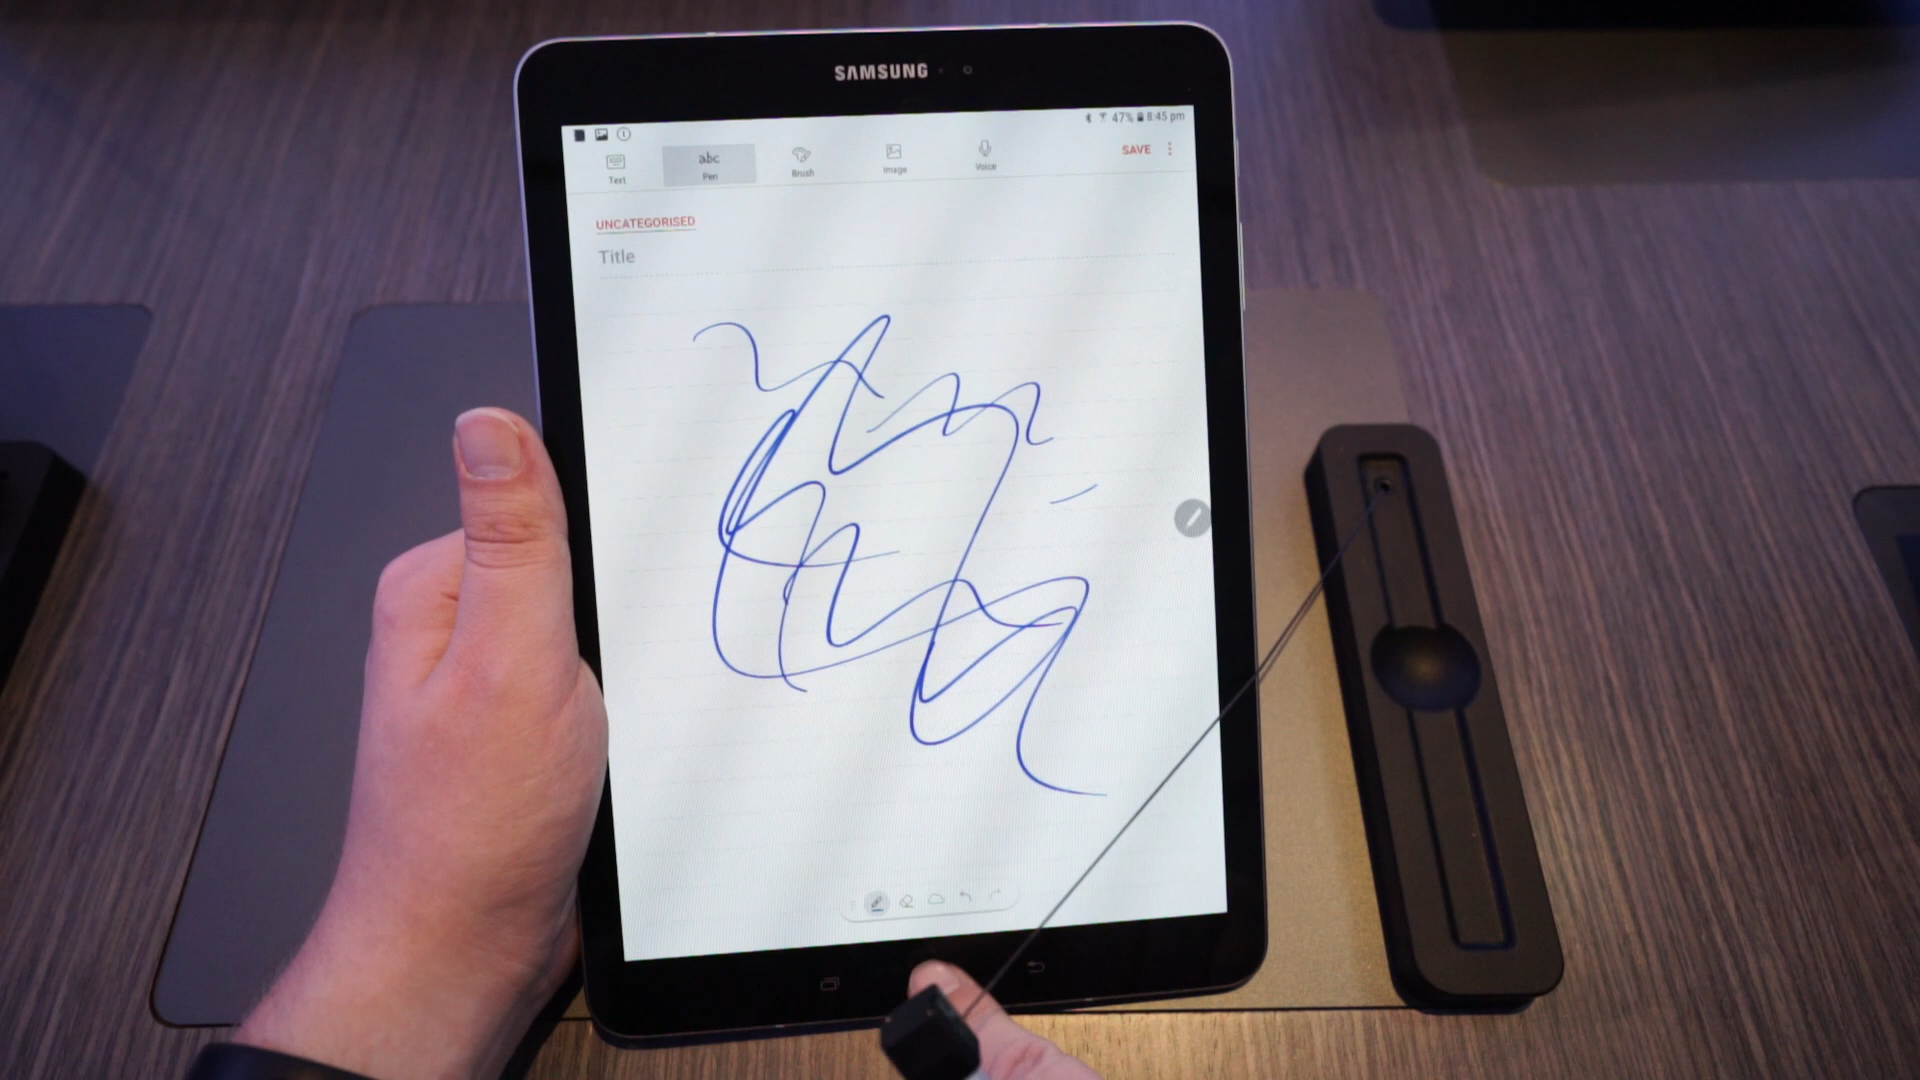 SAMSUNG
47% 8:45 pm
Text
abc
Pen
Brush
Image
Voice
SAVE
UNCATEGORISED
Title